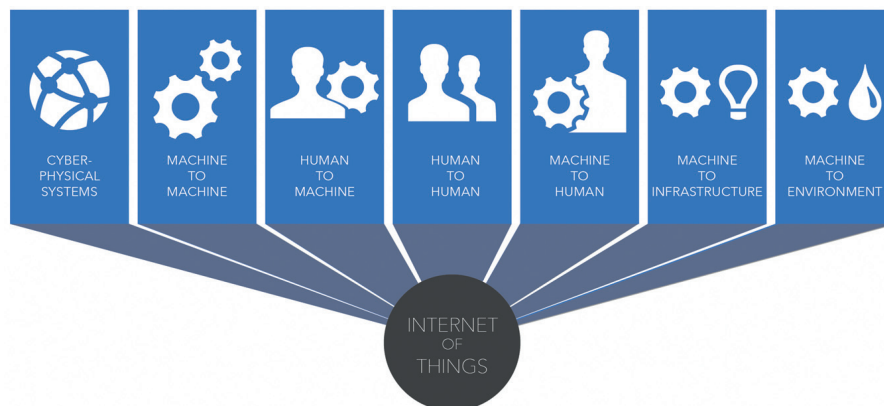 CYBER-
PHYSICAL
SYSTEMS
MACHINE
TO
MACHINE
HUMAN
TO
MACHINE
HUMAN
TO
HUMAN
MACHINE
TO
HUMAN
MACHINE
TO
INFRASTRUCTURE
MACHINE
TO
ENVIRONMENT
INTERNET
OF
THINGS